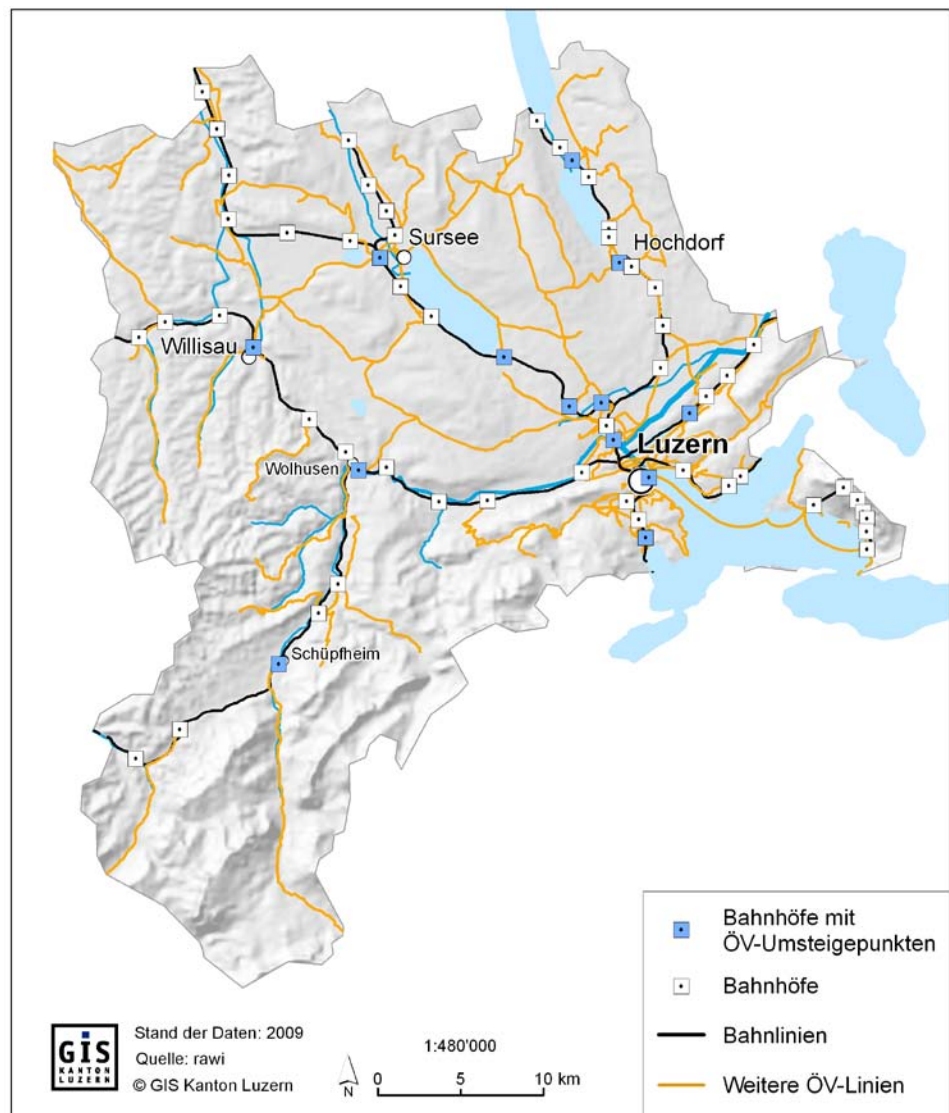 Sursee
Hochdorf
Willisau
Luzern
Wolhusen
Schüpfheim
Bahnhöfe mit
ÖV-Umsteigepunkten
Bahnhöfe
Bahnlinien
Weitere ÖV-Linien
GIS
KANTON
LUZERN
Stand der Daten: 2009
Quelle: rawi
© GIS Kanton Luzern
N
1:480'000
0 5 10 km